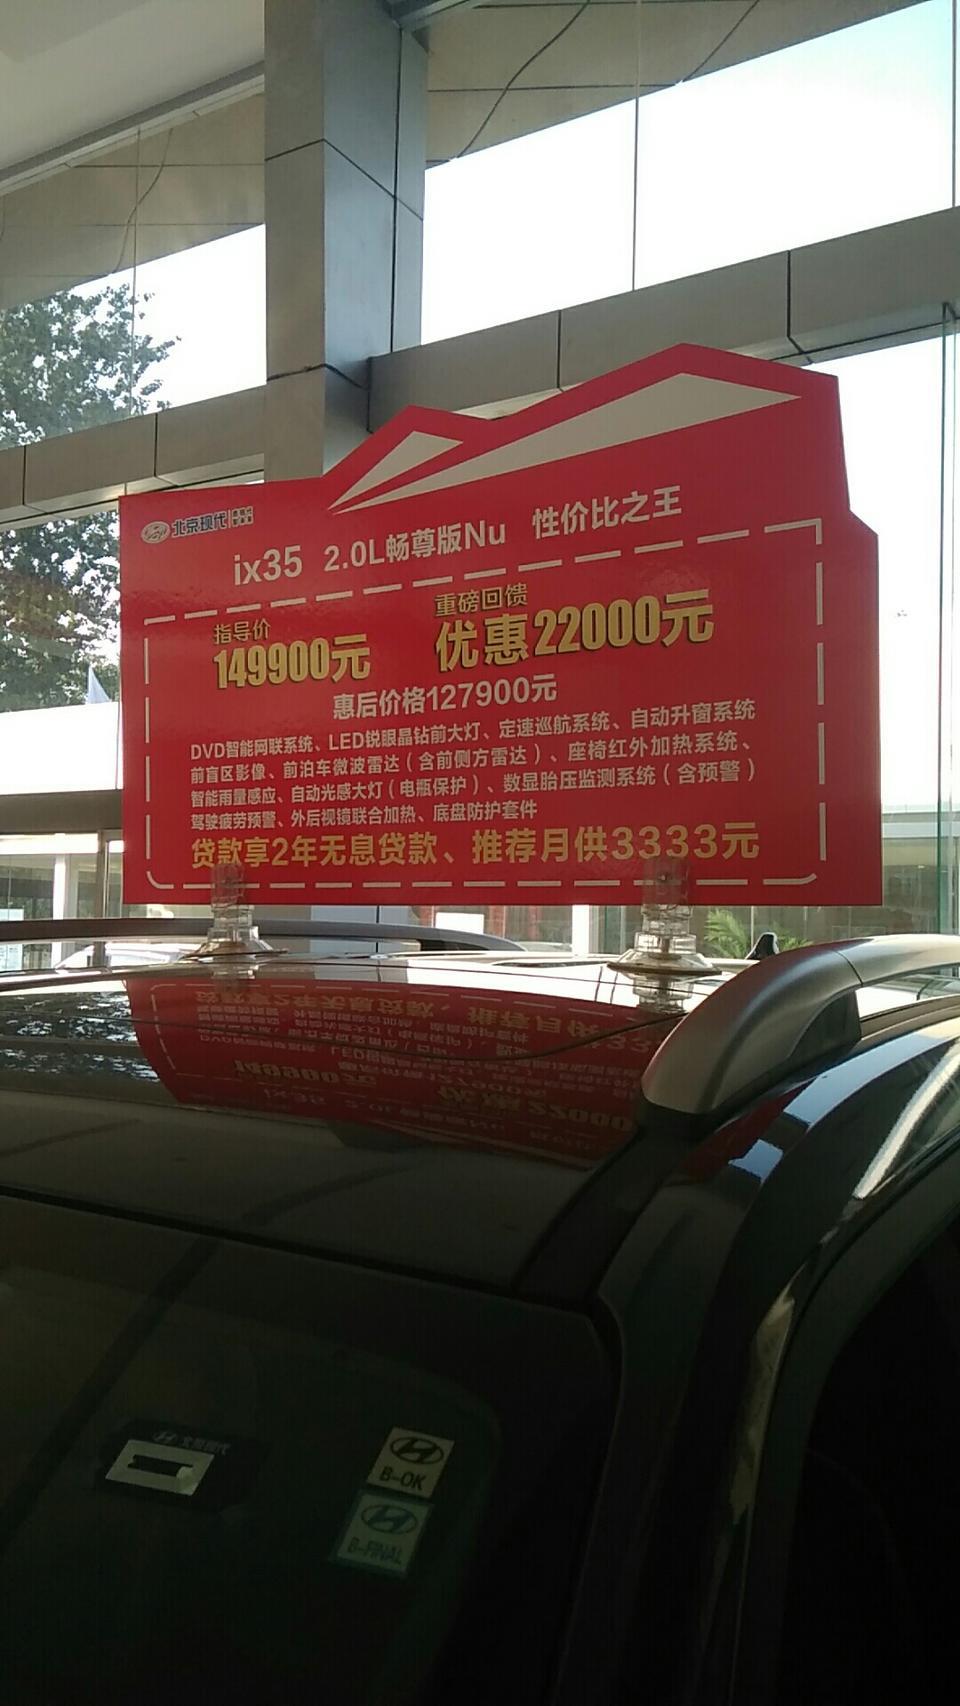 北京现代
ix35 2.0L畅尊版Nu 性价比之王
指导价
149900元
重磅回馈
优惠22000元
惠后价格127900元
DVD智能网联系统、LED锐眼晶钻前大灯、定速巡航系统、自动升窗系统
前盲区影像、前泊车微波雷达（含前侧方雷达）、座椅红外加热系统、
智能雨量感应、自动光感大灯（电瓶保护）、数显胎压监测系统（含预警）
驾驶疲劳预警、外后视镜联合加热、底盘防护套件
贷款享2年无息贷款、推荐月供3333元
B-OK
B-FINAL